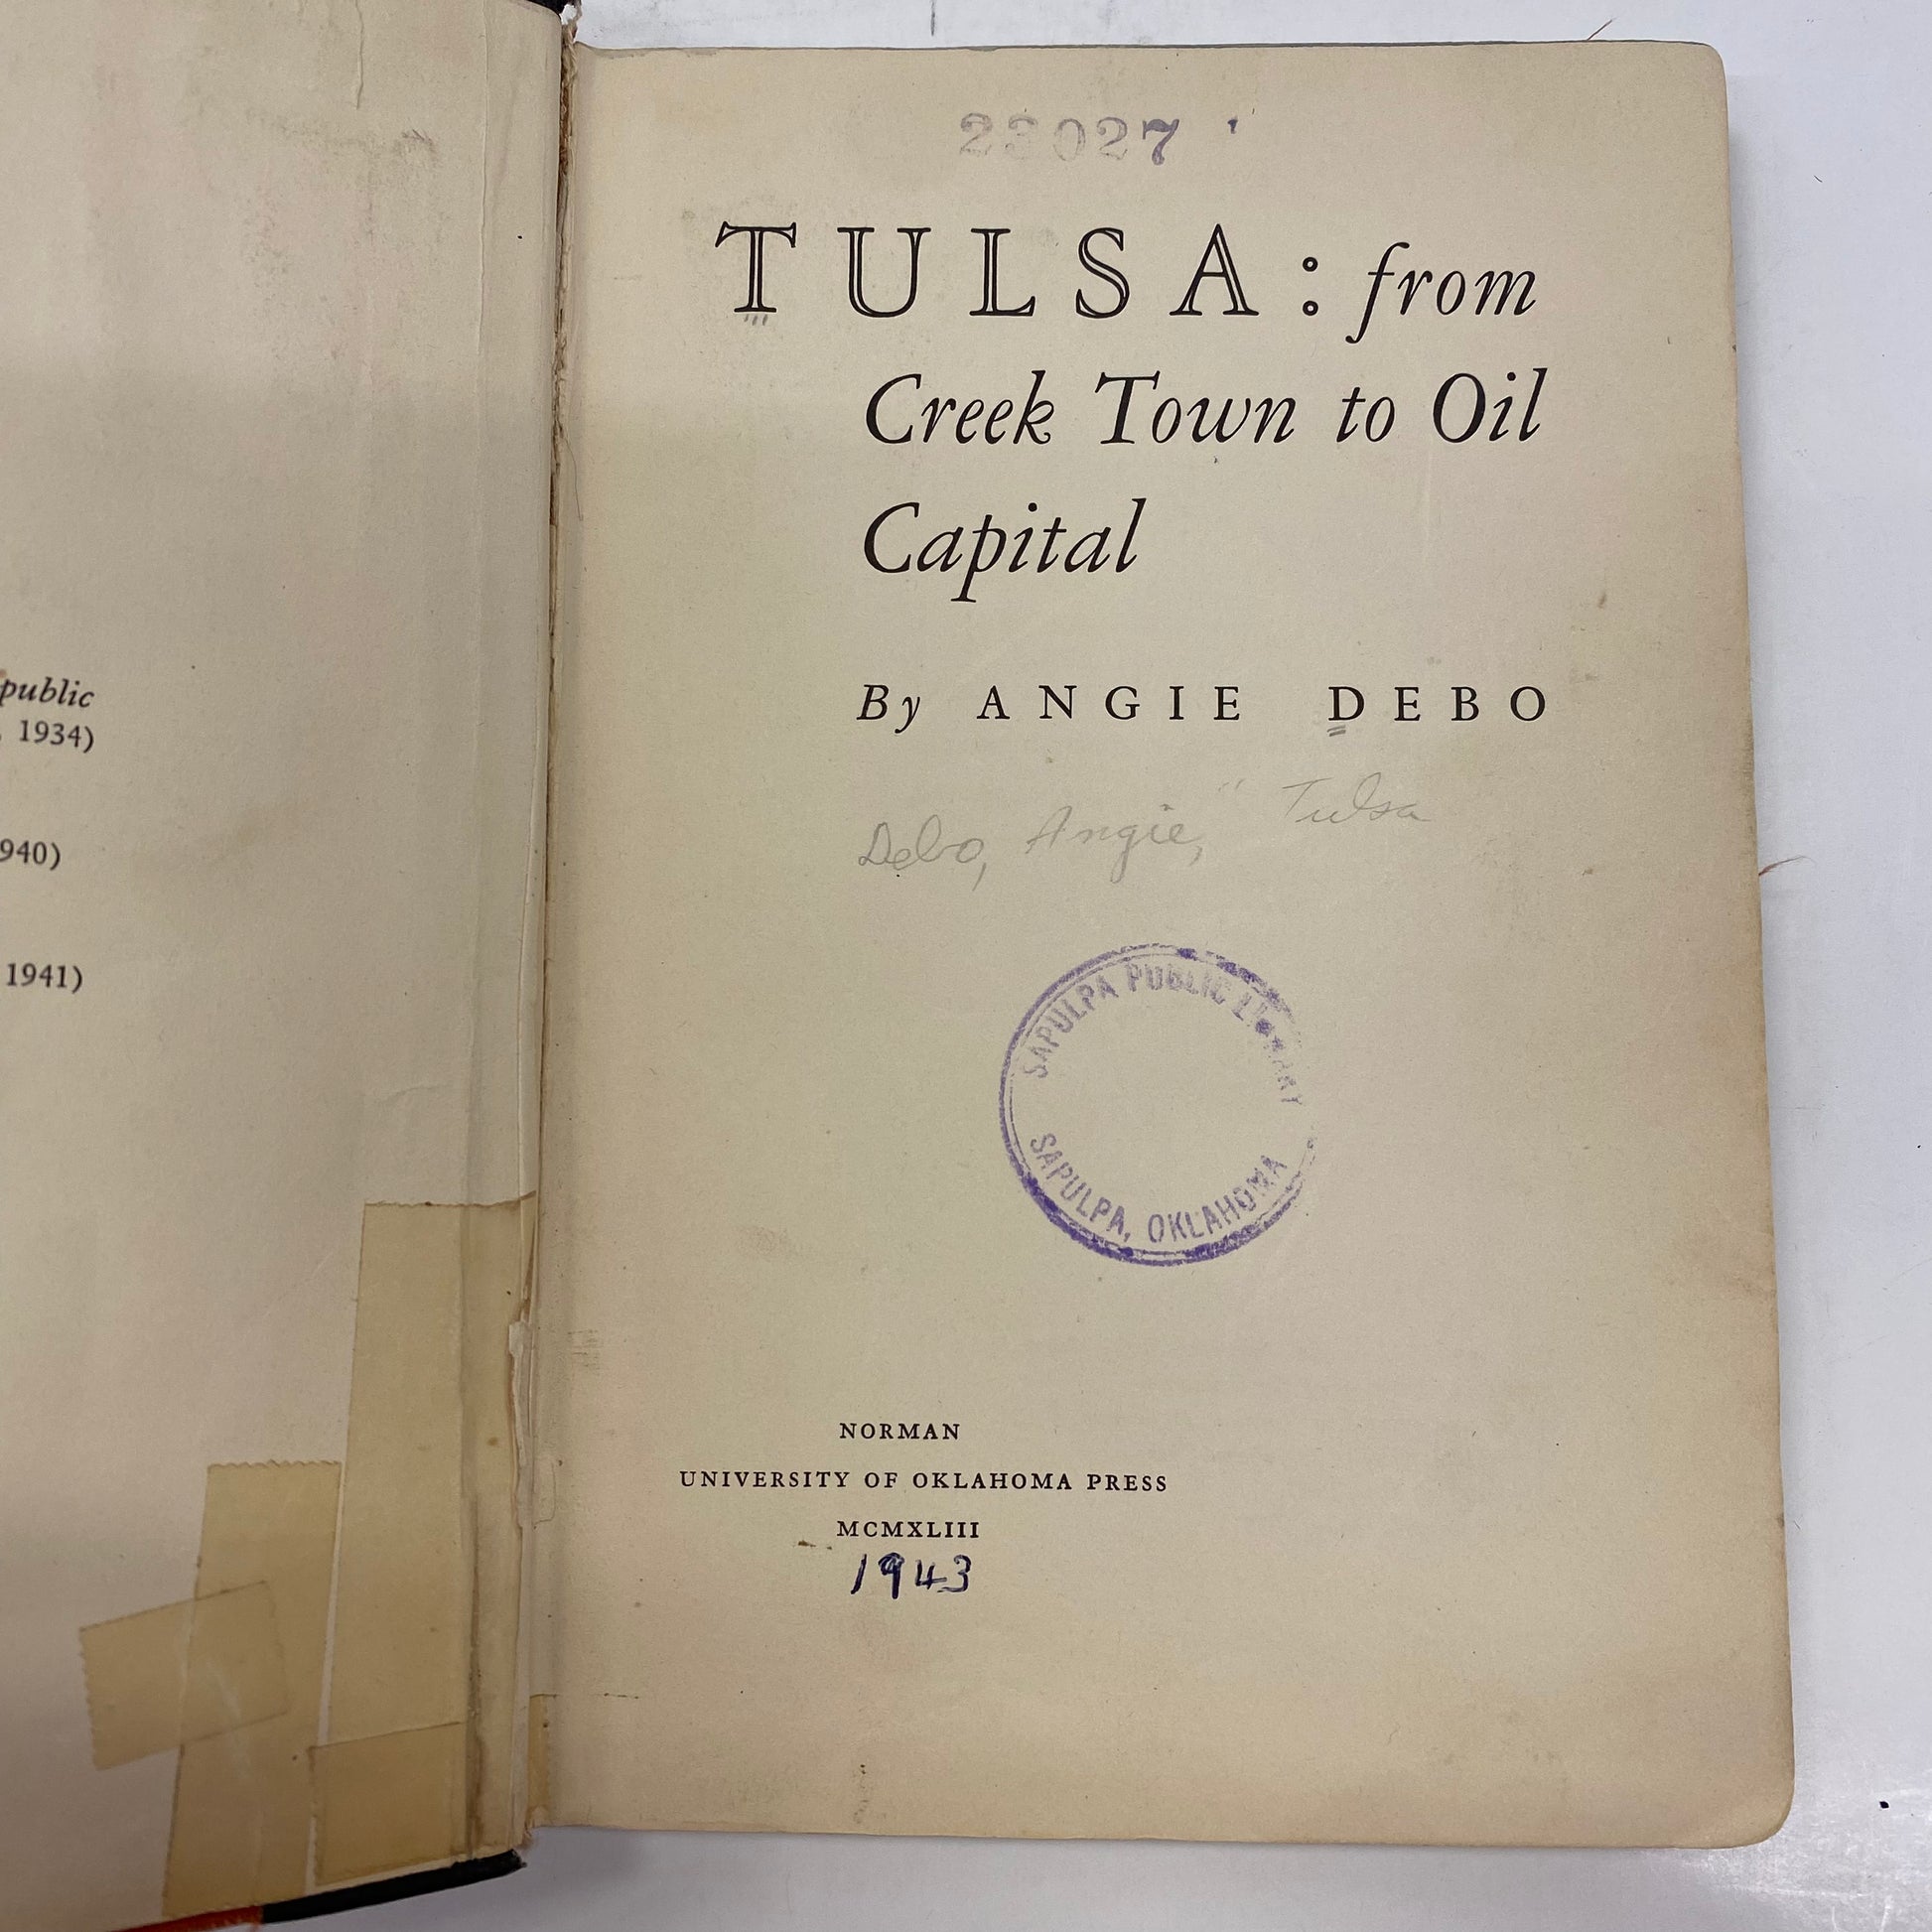 public
, 1934)
940)
1941)
23027
TULSA: from
Creek Town to Oil
Capital
By ANGIE DEBO
Debo, Angie, " Tulsa
SAPULPA PUBLIC LIBRARY
SAPULPA, OKLAHOMA
NORMAN
UNIVERSITY OF OKLAHOMA PRESS
MCMXLIII
1943